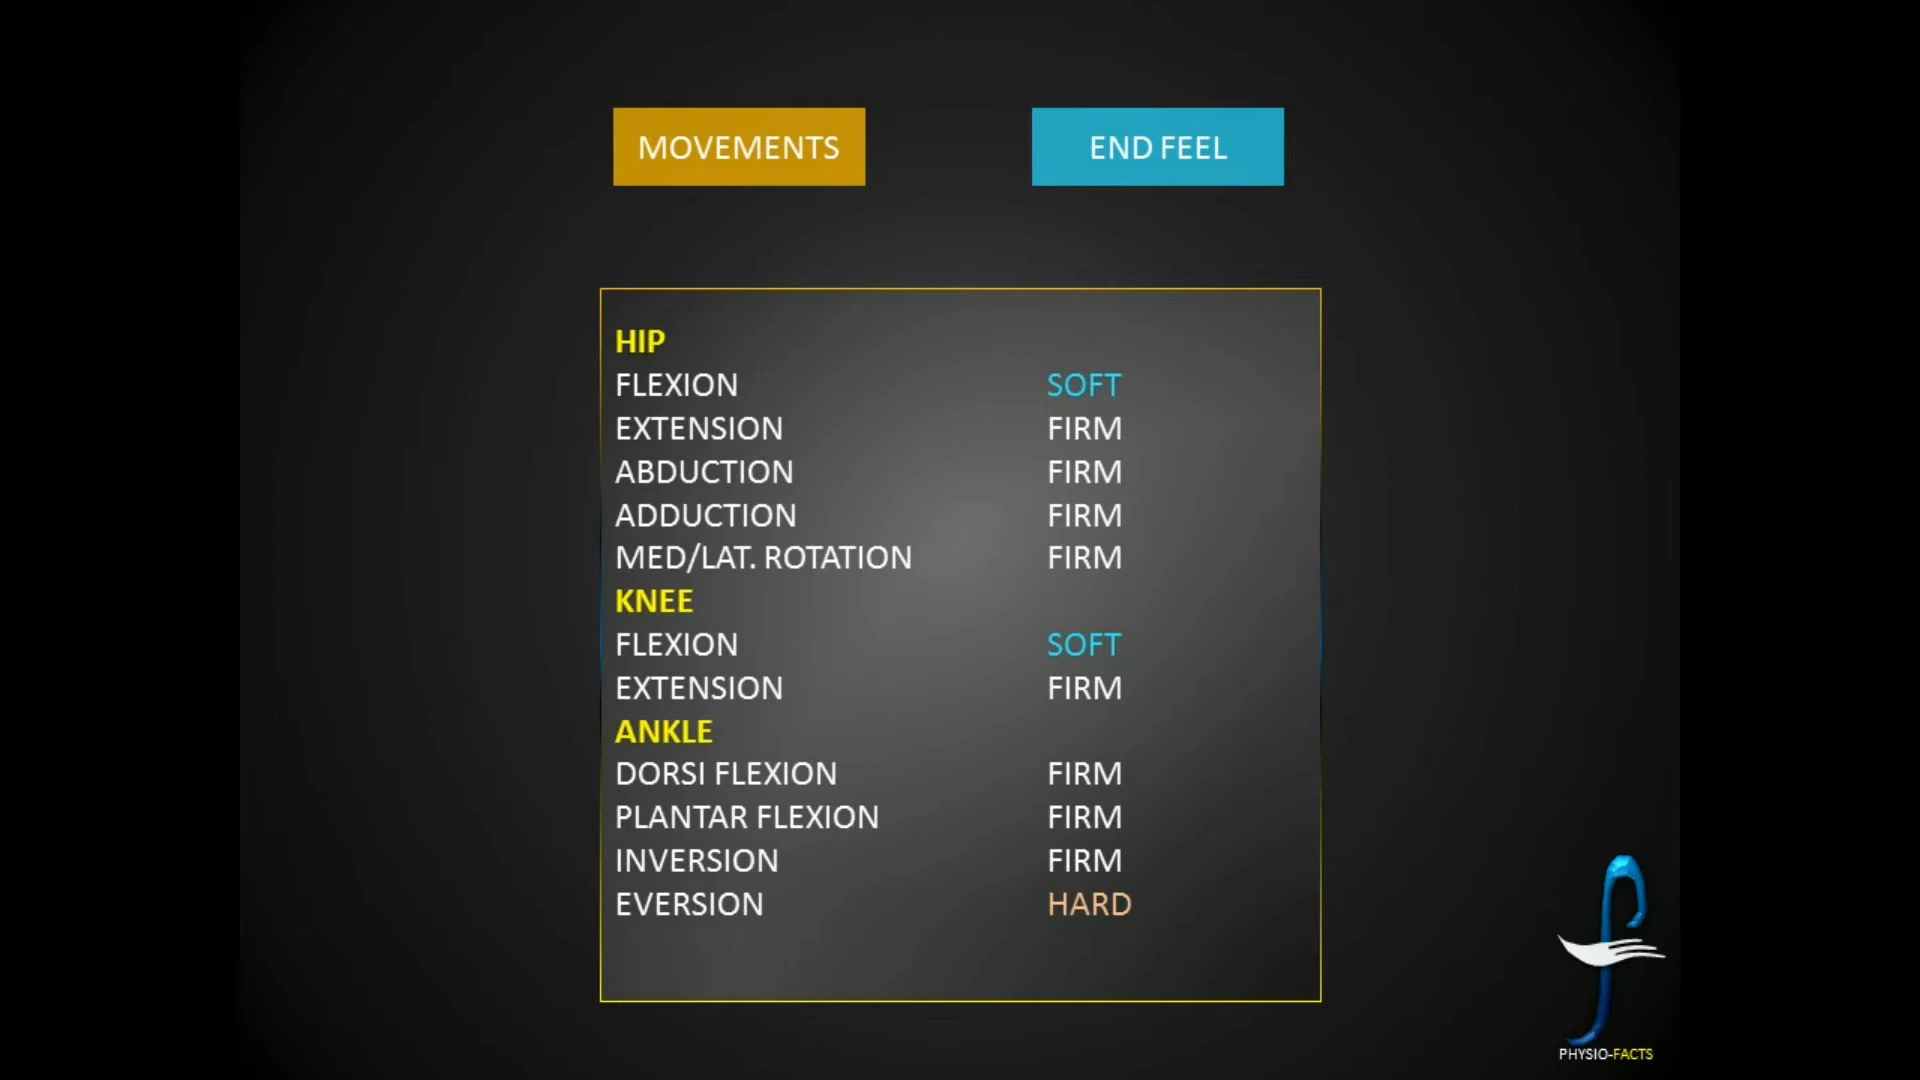 MOVEMENTS END FEEL
HIP
FLEXION SOFT
EXTENSION FIRM
ABDUCTION FIRM
ADDUCTION FIRM
MED/LAT. ROTATION FIRM
KNEE
FLEXION SOFT
EXTENSION FIRM
ANKLE
DORSI FLEXION FIRM
PLANTAR FLEXION FIRM
INVERSION FIRM
EVERSION HARD
PHYSIO-FACTS